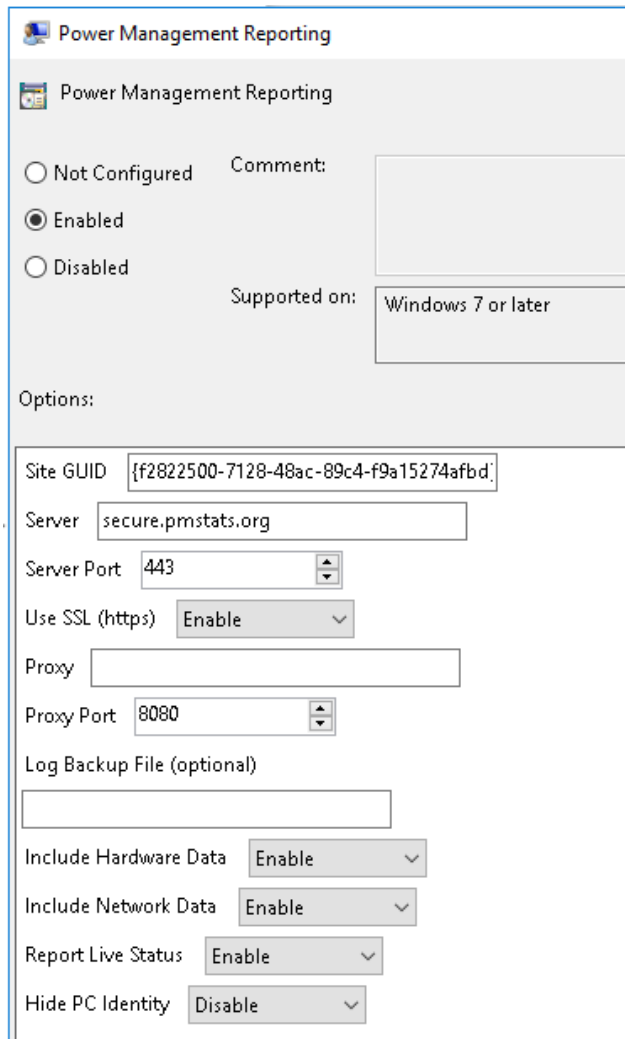 Power Management Reporting
Power Management Reporting
Not Configured
Comment:
Enabled
Disabled
Supported on:
Windows 7 or later
Options:
Site GUID {f2822500-7128-48ac-89c4-f9a15274afbd}
Server secure.pmstats.org
Server Port 443
Use SSL (https) Enable
Proxy
Proxy Port 8080
Log Backup File (optional)
Include Hardware Data Enable
Include Network Data Enable
Report Live Status Enable
Hide PC Identity Disable